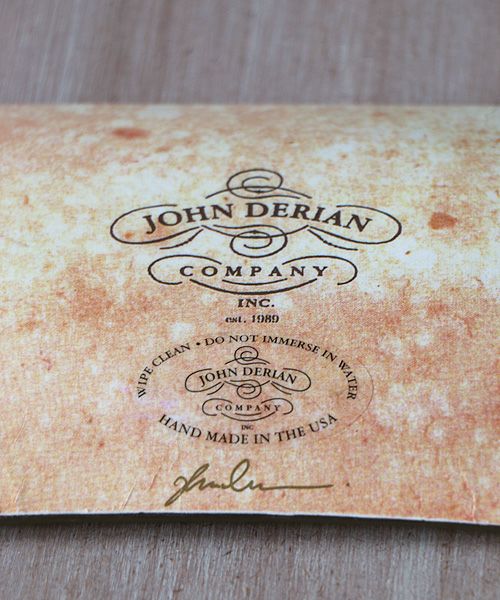 JOHN DERIAN
COMPANY
INC.
est. 1989
WIPE CLEAN • DO NOT IMMERSE IN WATER
JOHN DERIAN
COMPANY
INC
HAND MADE IN THE USA